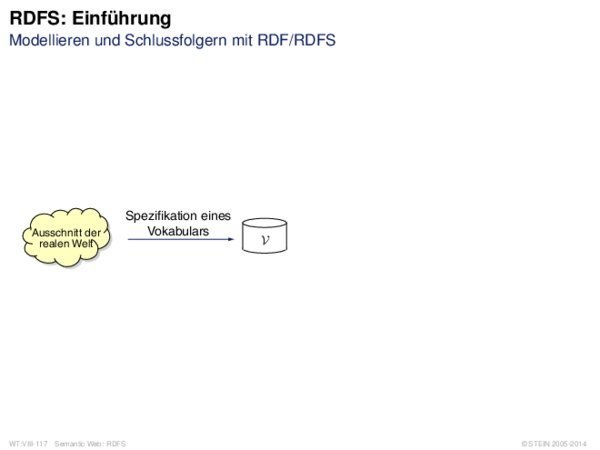 RDFS: Einführung
Modellieren und Schlussfolgern mit RDF/RDFS
Spezifikation eines
Vokabulars
Ausschnitt der
realen Welt
𝒱
WT:VIII-117 Semantic Web: RDFS
© STEIN 2005-2014